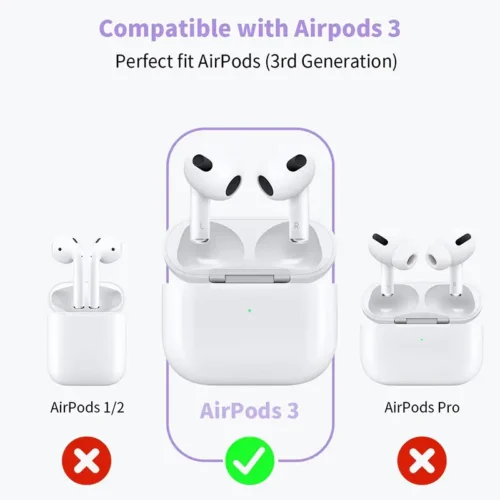 Compatible with Airpods 3
Perfect fit AirPods (3rd Generation)
L R
AirPods 1/2
AirPods 3
AirPods Pro